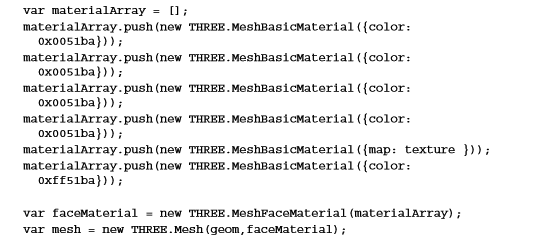 var materialArray = [];
materialArray.push(new THREE.MeshBasicMaterial({color:
0x0051ba}));
materialArray.push(new THREE.MeshBasicMaterial({color:
0x0051ba}));
materialArray.push(new THREE.MeshBasicMaterial({color:
0x0051ba}));
materialArray.push(new THREE.MeshBasicMaterial({color:
0x0051ba}));
materialArray.push(new THREE.MeshBasicMaterial({map: texture }));
materialArray.push(new THREE.MeshBasicMaterial({color:
0xff51ba}));
var faceMaterial = new THREE.MeshFaceMaterial(materialArray);
var mesh = new THREE.Mesh(geom,faceMaterial);